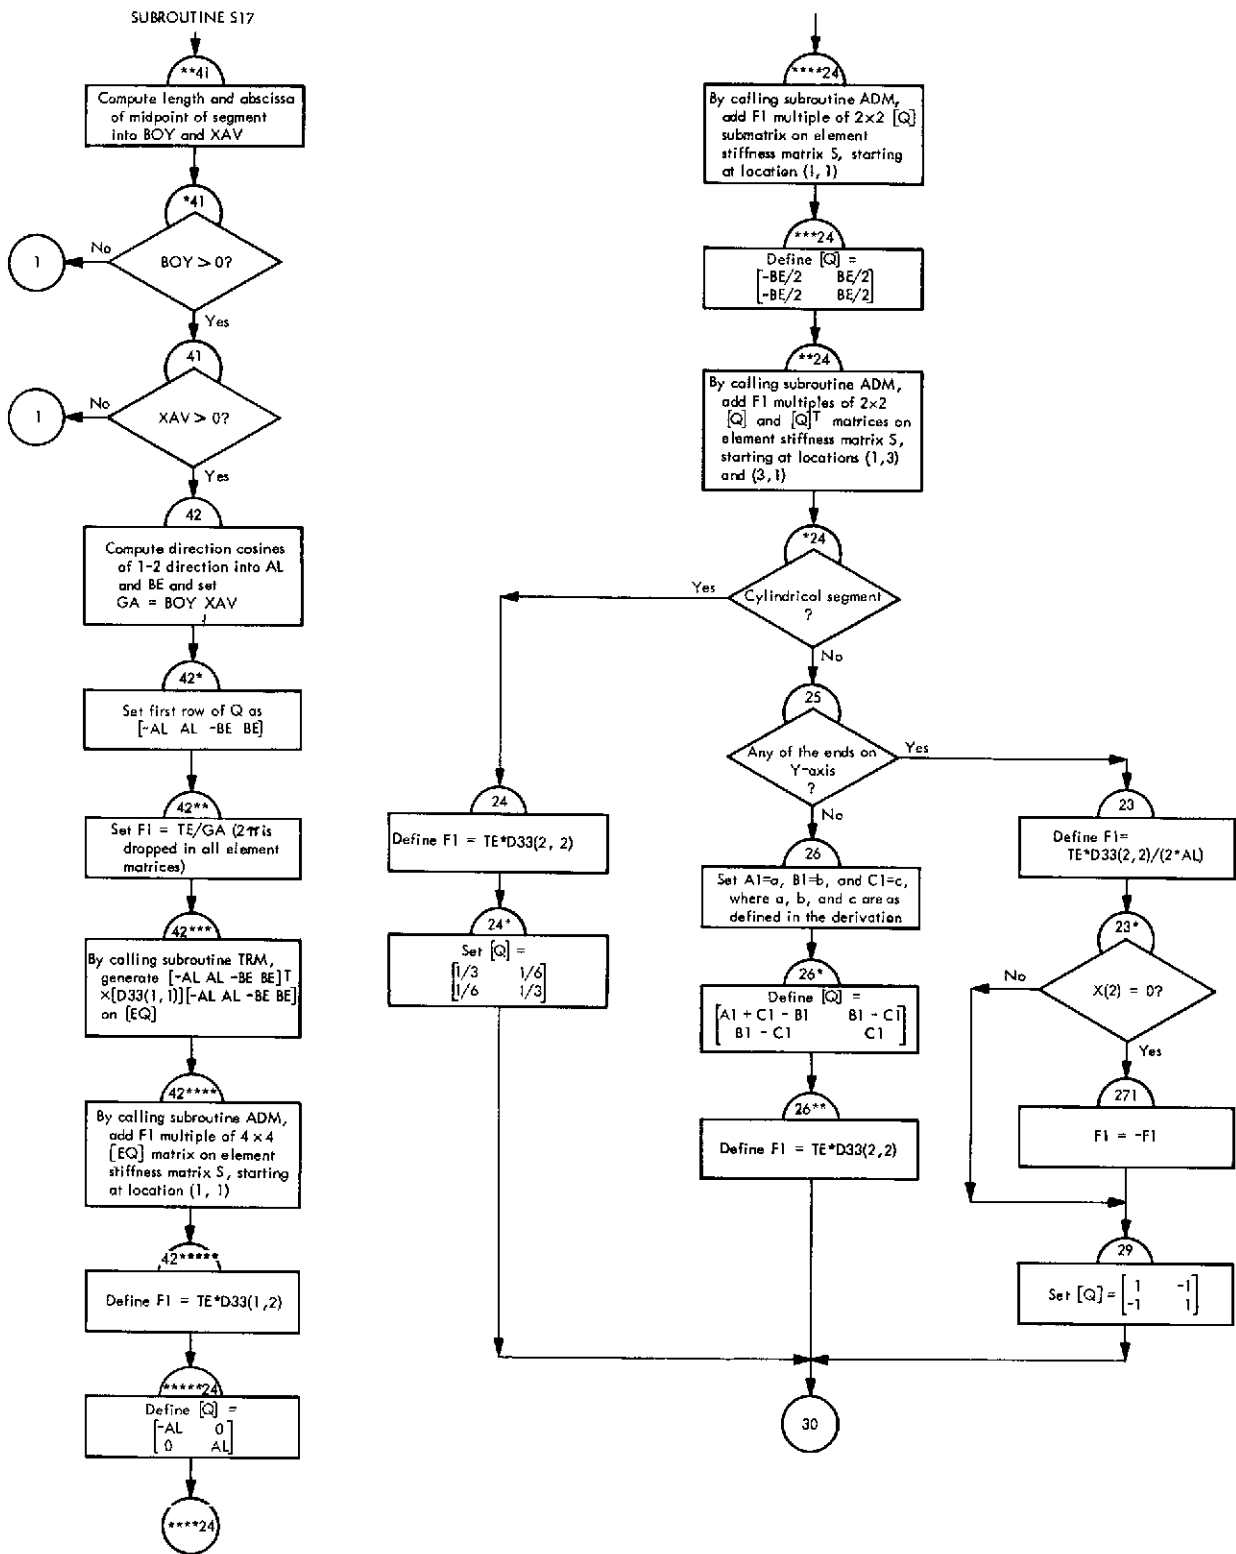 SUBROUTINE S17
**41
Compute length and abscissa
of midpoint of segment
into BOY and XAV
*41
No
1
BOY > 0?
Yes
41
No
1
XAV > 0?
Yes
42
Compute direction cosines
of 1-2 direction into AL
and BE and set
GA = BOY XAV
42*
Set first row of Q as
[-AL AL -BE BE]
42**
Set F1 = TE/GA (2π is
dropped in all element
matrices)
42***
By calling subroutine TRM,
generate [-AL AL -BE BE]T
×[D33(1,1)][-AL AL -BE BE]
on [EQ]
42****
By calling subroutine ADM,
add F1 multiple of 4 × 4
[EQ] matrix on element
stiffness matrix S, starting
at location (1, 1)
42*****
Define F1 = TE*D33(1,2)
*****24
Define [Q] =
[-AL 0
0 AL]
****24
****24
By calling subroutine ADM,
add F1 multiple of 2×2 [Q]
submatrix on element
stiffness matrix S, starting
at location (1, 1)
***24
Define [Q] =
[-BE/2 BE/2
-BE/2 BE/2]
**24
By calling subroutine ADM,
add F1 multiples of 2×2
[Q] and [Q]T matrices on
element stiffness matrix S,
starting at locations (1,3)
and (3,1)
*24
Yes
Cylindrical segment
?
No
25
Yes
Any of the ends on
Y-axis
?
No
24
Define F1 = TE*D33(2, 2)
24*
Set [Q] =
[1/3 1/6
1/6 1/3]
26
Set A1=a, B1=b, and C1=c,
where a, b, and c are as
defined in the derivation
26*
Define [Q] =
[A1 + C1 - B1 B1 - C1
B1 - C1 C1]
26**
Define F1 = TE*D33(2,2)
23
Define F1=
TE*D33(2,2)/(2*AL)
23*
No
X(2) = 0?
Yes
271
F1 = -F1
29
Set [Q] = [1 -1
-1 1]
30